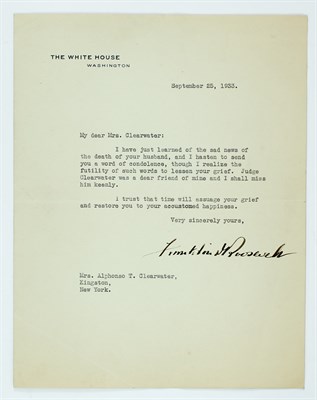 THE WHITE HOUSE
WASHINGTON
September 25, 1933.
My dear Mrs. Clearwater:
I have just learned of the sad news of
the death of your husband, and I hasten to send
you a word of condolence, though I realize the
futility of such words to lessen your grief. Judge
Clearwater was a dear friend of mine and I shall miss
him keenly.
I trust that time will assuage your grief
and restore you to your accustomed happiness.
Very sincerely yours,
Franklin D Roosevelt
Mrs. Alphonso T. Clearwater,
Kingston,
New York.